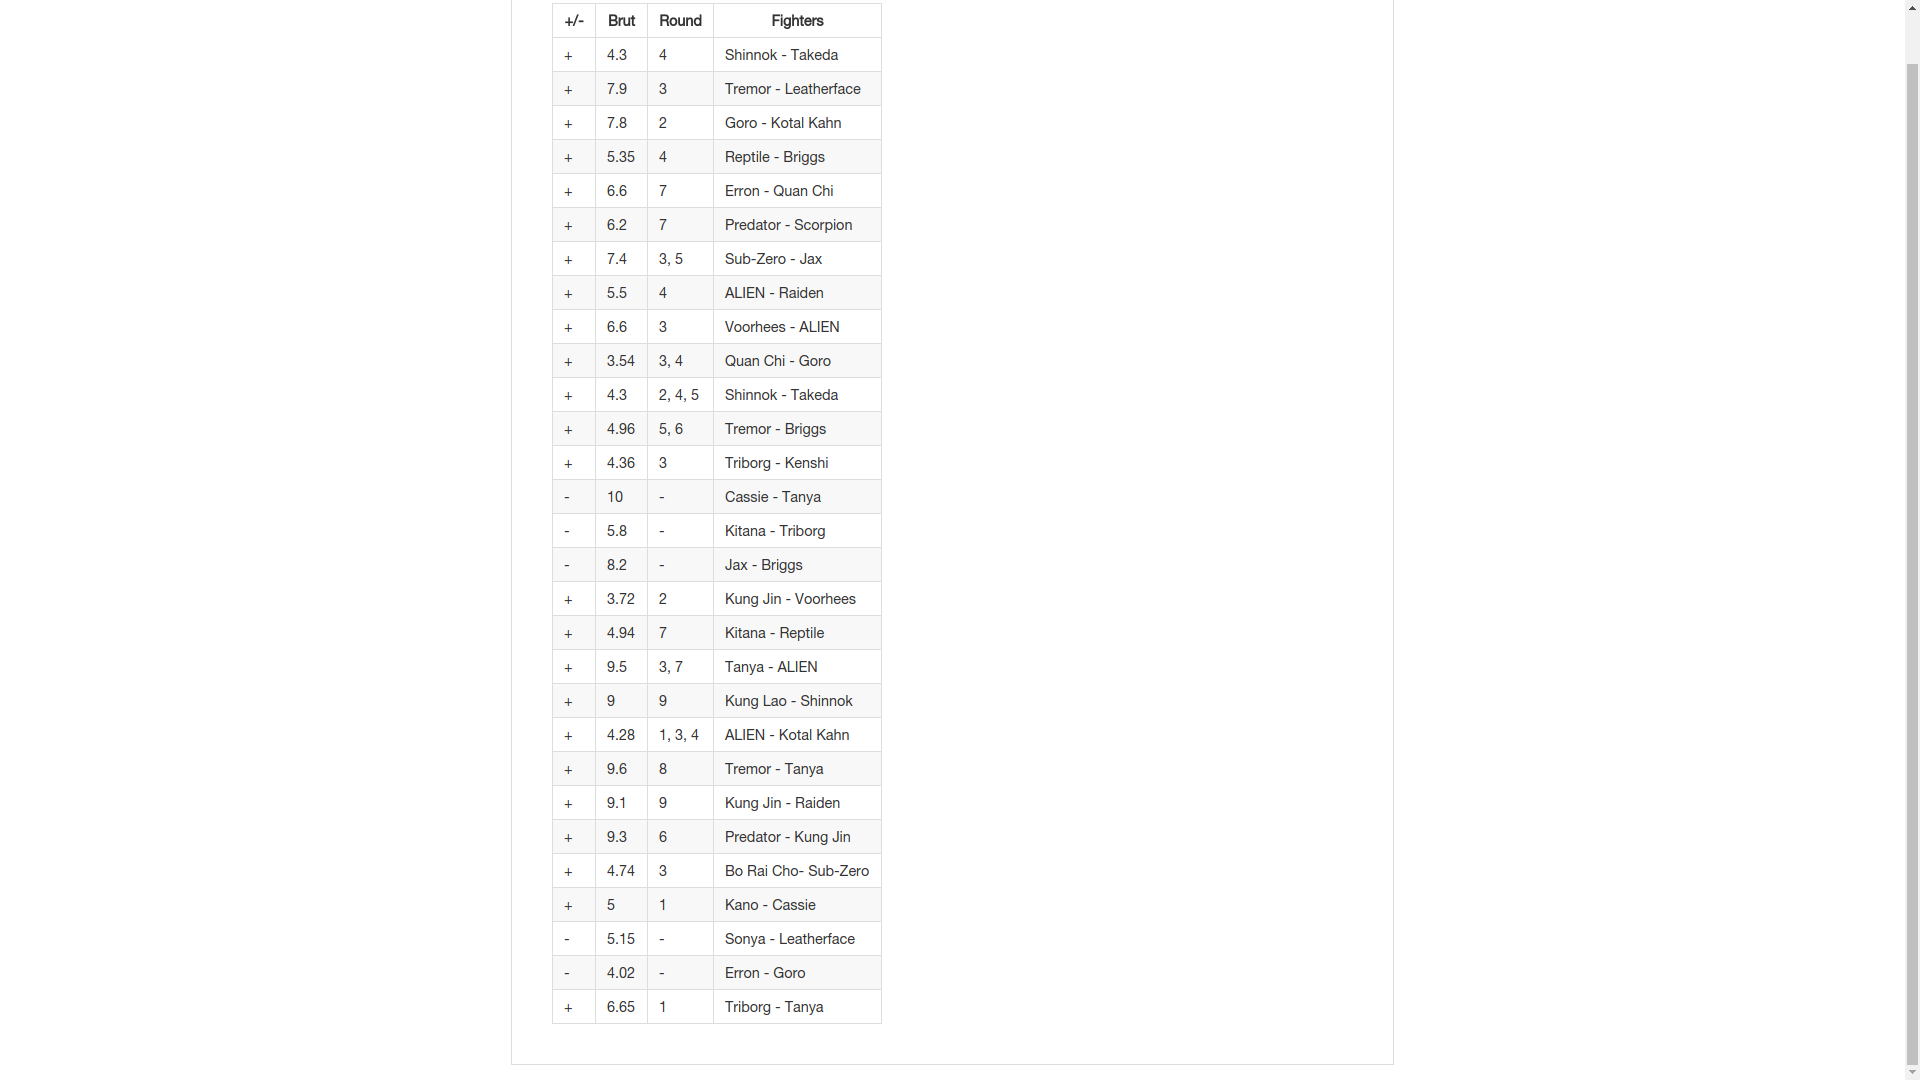 +/- Brut Round Fighters
+ 4.3 4 Shinnok - Takeda
+ 7.9 3 Tremor - Leatherface
+ 7.8 2 Goro - Kotal Kahn
+ 5.35 4 Reptile - Briggs
+ 6.6 7 Erron - Quan Chi
+ 6.2 7 Predator - Scorpion
+ 7.4 3, 5 Sub-Zero - Jax
+ 5.5 4 ALIEN - Raiden
+ 6.6 3 Voorhees - ALIEN
+ 3.54 3, 4 Quan Chi - Goro
+ 4.3 2, 4, 5 Shinnok - Takeda
+ 4.96 5, 6 Tremor - Briggs
+ 4.36 3 Triborg - Kenshi
- 10 - Cassie - Tanya
- 5.8 - Kitana - Triborg
- 8.2 - Jax - Briggs
+ 3.72 2 Kung Jin - Voorhees
+ 4.94 7 Kitana - Reptile
+ 9.5 3, 7 Tanya - ALIEN
+ 9 9 Kung Lao - Shinnok
+ 4.28 1, 3, 4 ALIEN - Kotal Kahn
+ 9.6 8 Tremor - Tanya
+ 9.1 9 Kung Jin - Raiden
+ 9.3 6 Predator - Kung Jin
+ 4.74 3 Bo Rai Cho- Sub-Zero
+ 5 1 Kano - Cassie
- 5.15 - Sonya - Leatherface
- 4.02 - Erron - Goro
+ 6.65 1 Triborg - Tanya